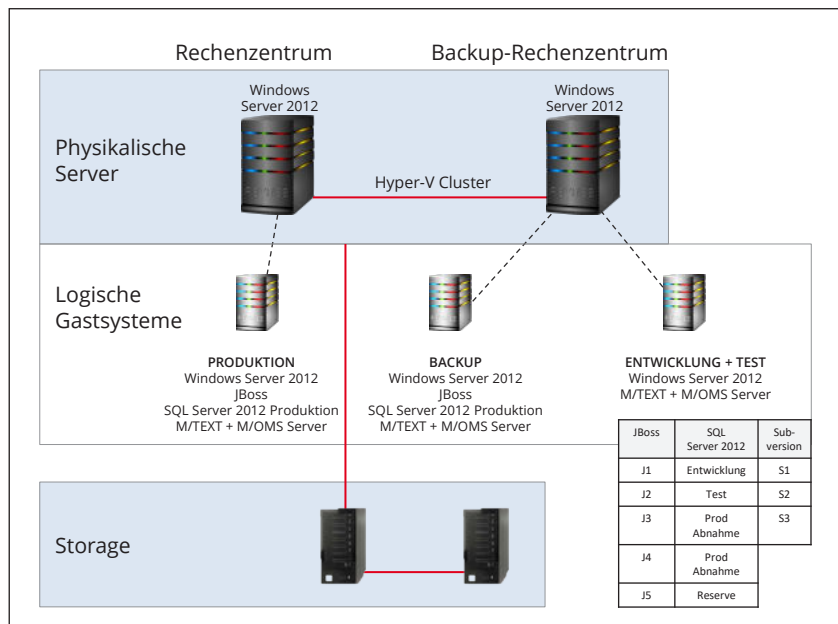 Rechenzentrum
Backup-Rechenzentrum
Windows
Server 2012
Windows
Server 2012
Physikalische
Server
Hyper-V Cluster
Logische
Gastsysteme
PRODUKTION
Windows Server 2012
JBoss
SQL Server 2012 Produktion
M/TEXT + M/OMS Server
BACKUP
Windows Server 2012
JBoss
SQL Server 2012 Produktion
M/TEXT + M/OMS Server
ENTWICKLUNG + TEST
Windows Server 2012
M/TEXT + M/OMS Server
JBoss
SQL
Server 2012
Sub-
version
J1
Entwicklung
S1
J2
Test
S2
J3
Prod
Abnahme
S3
J4
Prod
Abnahme
J5
Reserve
Storage